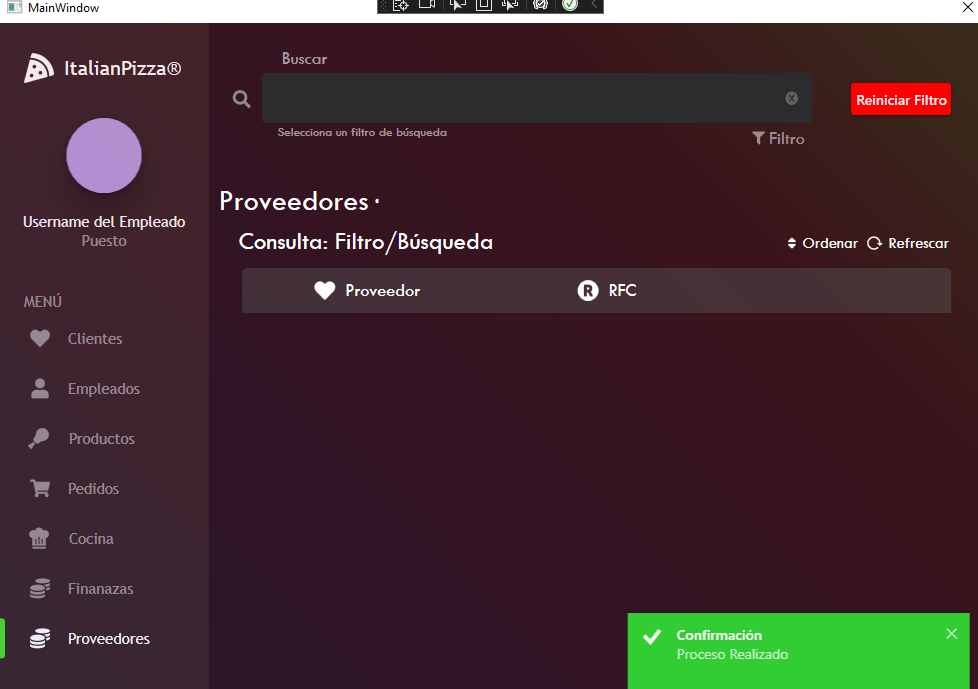 MainWindow
ItalianPizza®
Username del Empleado
Puesto
MENÚ
Clientes
Empleados
Productos
Pedidos
Cocina
Finanazas
Proveedores
Buscar
Selecciona un filtro de búsqueda
Filtro
Reiniciar Filtro
Proveedores ·
Consulta: Filtro/Búsqueda
Ordenar
Refrescar
Proveedor
R RFC
Confirmación
Proceso Realizado